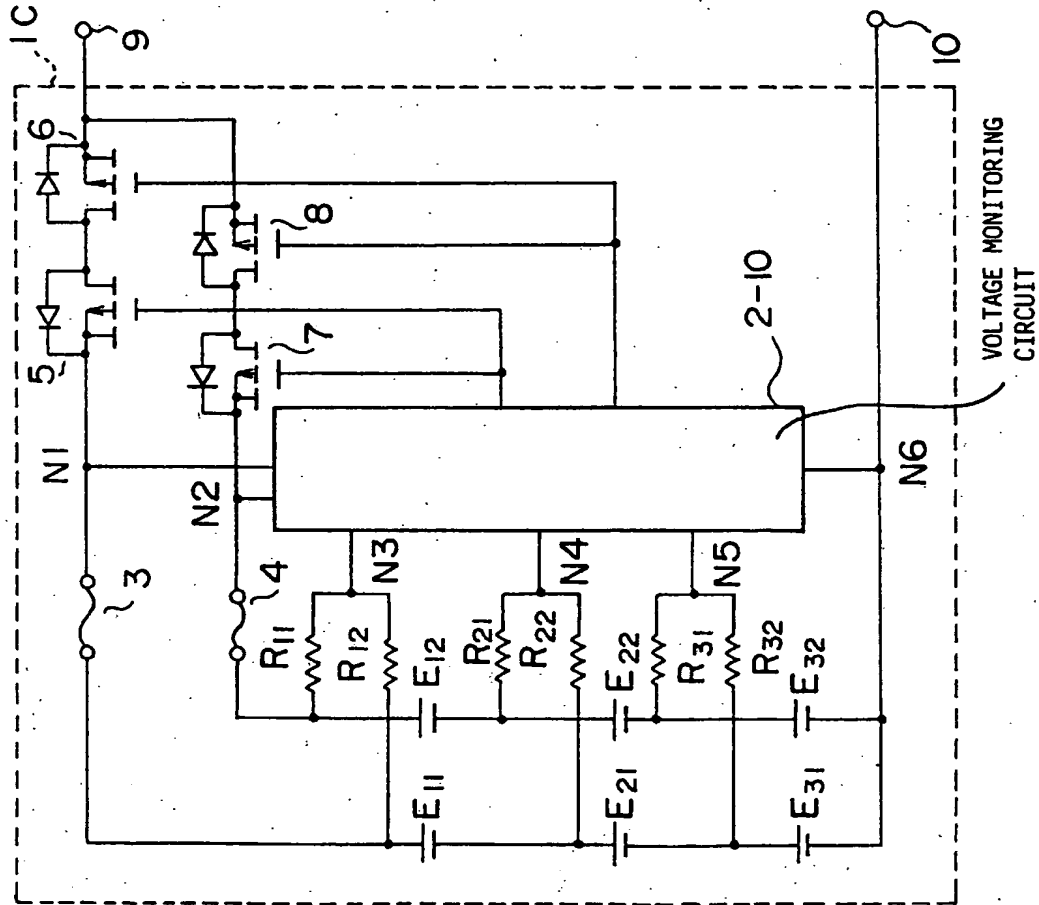 1C
9
6
5
8
7
N1
N2
3
4
2-10
N3
N4
N5
N6
R11
R12
E12
R21
R22
E22
R31
R32
E32
E11
E21
E31
10
VOLTAGE MONITORING
CIRCUIT